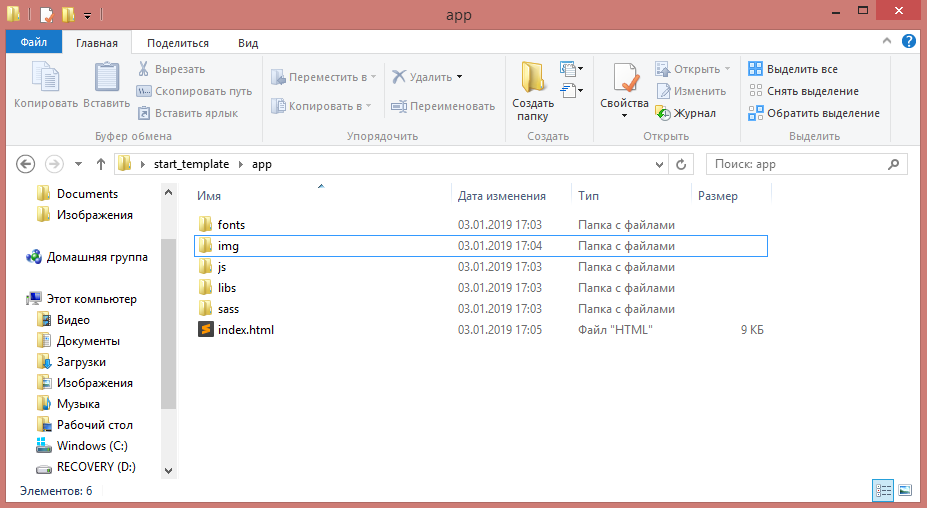 app
Файл Главная Поделиться Вид
Копировать Вставить Вырезать Скопировать путь Вставить ярлык
Переместить в Копировать в Удалить Переименовать
Создать папку
Свойства Открыть Изменить Журнал
Выделить все Снять выделение Обратить выделение
Буфер обмена Упорядочить Создать Открыть Выделить
start_template app Поиск: app
Имя Дата изменения Тип Размер
Documents
Изображения
Домашняя группа
Этот компьютер
Видео
Документы
Загрузки
Изображения
Музыка
Рабочий стол
Windows (C:)
RECOVERY (D:)
fonts 03.01.2019 17:03 Папка с файлами
img 03.01.2019 17:04 Папка с файлами
js 03.01.2019 17:03 Папка с файлами
libs 03.01.2019 17:03 Папка с файлами
sass 03.01.2019 17:03 Папка с файлами
index.html 03.01.2019 17:05 Файл "HTML" 9 КБ
Элементов: 6